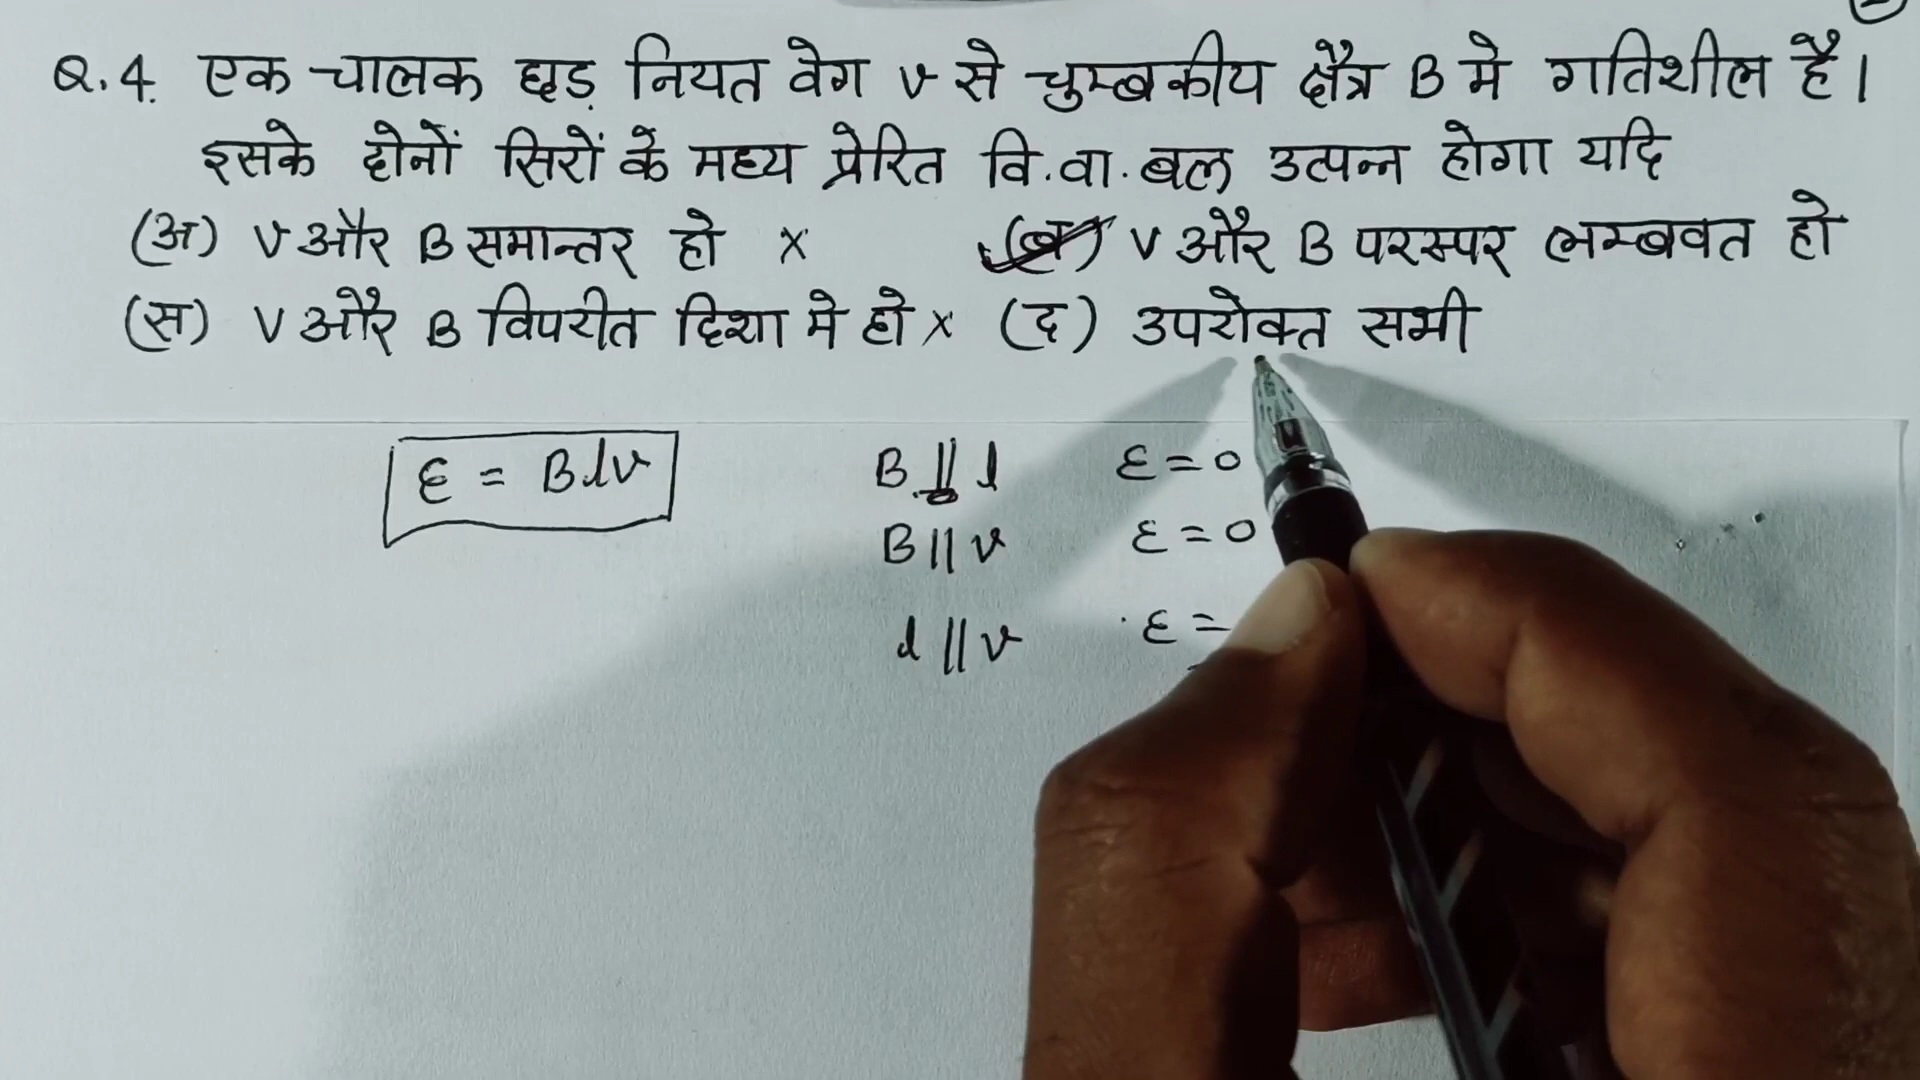 Q.4. एक चालक छड़ नियत वेग v से चुम्बकीय क्षैत्र B मे गतिशील है।
इसके दोनों सिरों के मध्य प्रेरित वि.वा.बल उत्पन्न होगा यदि
(अ) v और B समान्तर हो × (ब) v और B परस्पर लम्बवत हो
(स) v और B विपरीत दिशा मे हो × (द) उपरोक्त सभी
ε = Blv B || l ε = 0
B || v ε = 0
l || v ε =